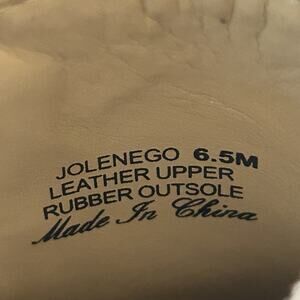 JOLENEGO 6.5M
LEATHER UPPER
RUBBER OUTSOLE
Made In China